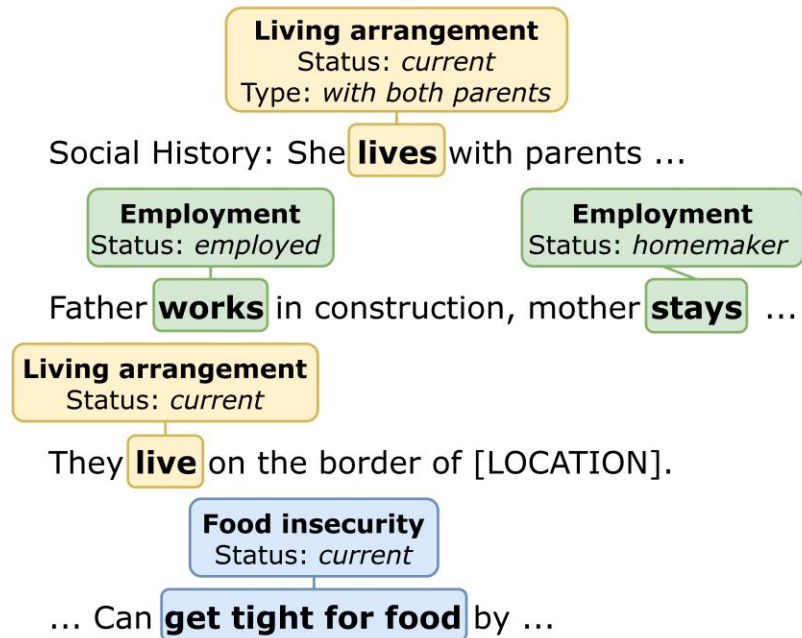 Living arrangement
Status: current
Type: with both parents
Social History: She lives with parents ...
Employment
Status: employed
Employment
Status: homemaker
Father works in construction, mother stays ...
Living arrangement
Status: current
They live on the border of [LOCATION].
Food insecurity
Status: current
... Can get tight for food by ...